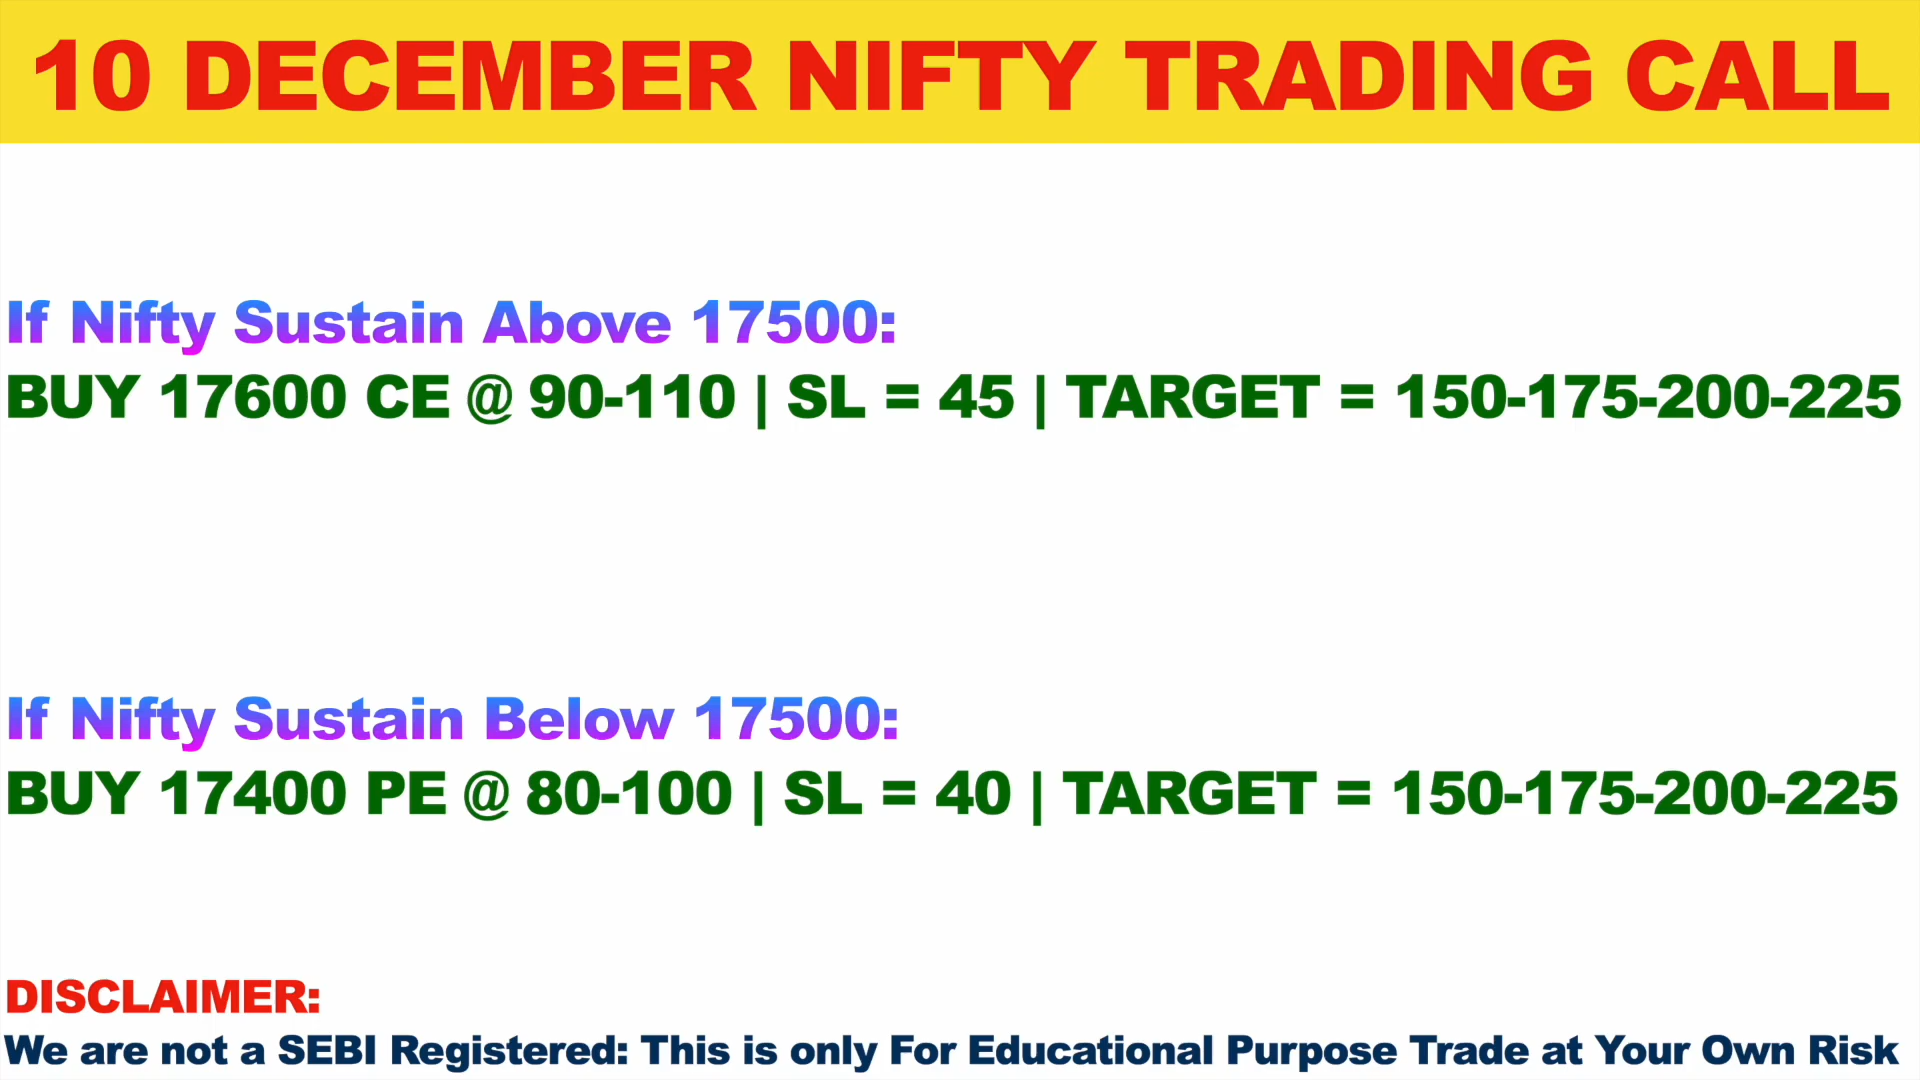 10 DECEMBER NIFTY TRADING CALL
If Nifty Sustain Above 17500:
BUY 17600 CE @ 90-110 | SL = 45 | TARGET = 150-175-200-225
If Nifty Sustain Below 17500:
BUY 17400 PE @ 80-100 | SL = 40 | TARGET = 150-175-200-225
DISCLAIMER:
We are not a SEBI Registered: This is only For Educational Purpose Trade at Your Own Risk